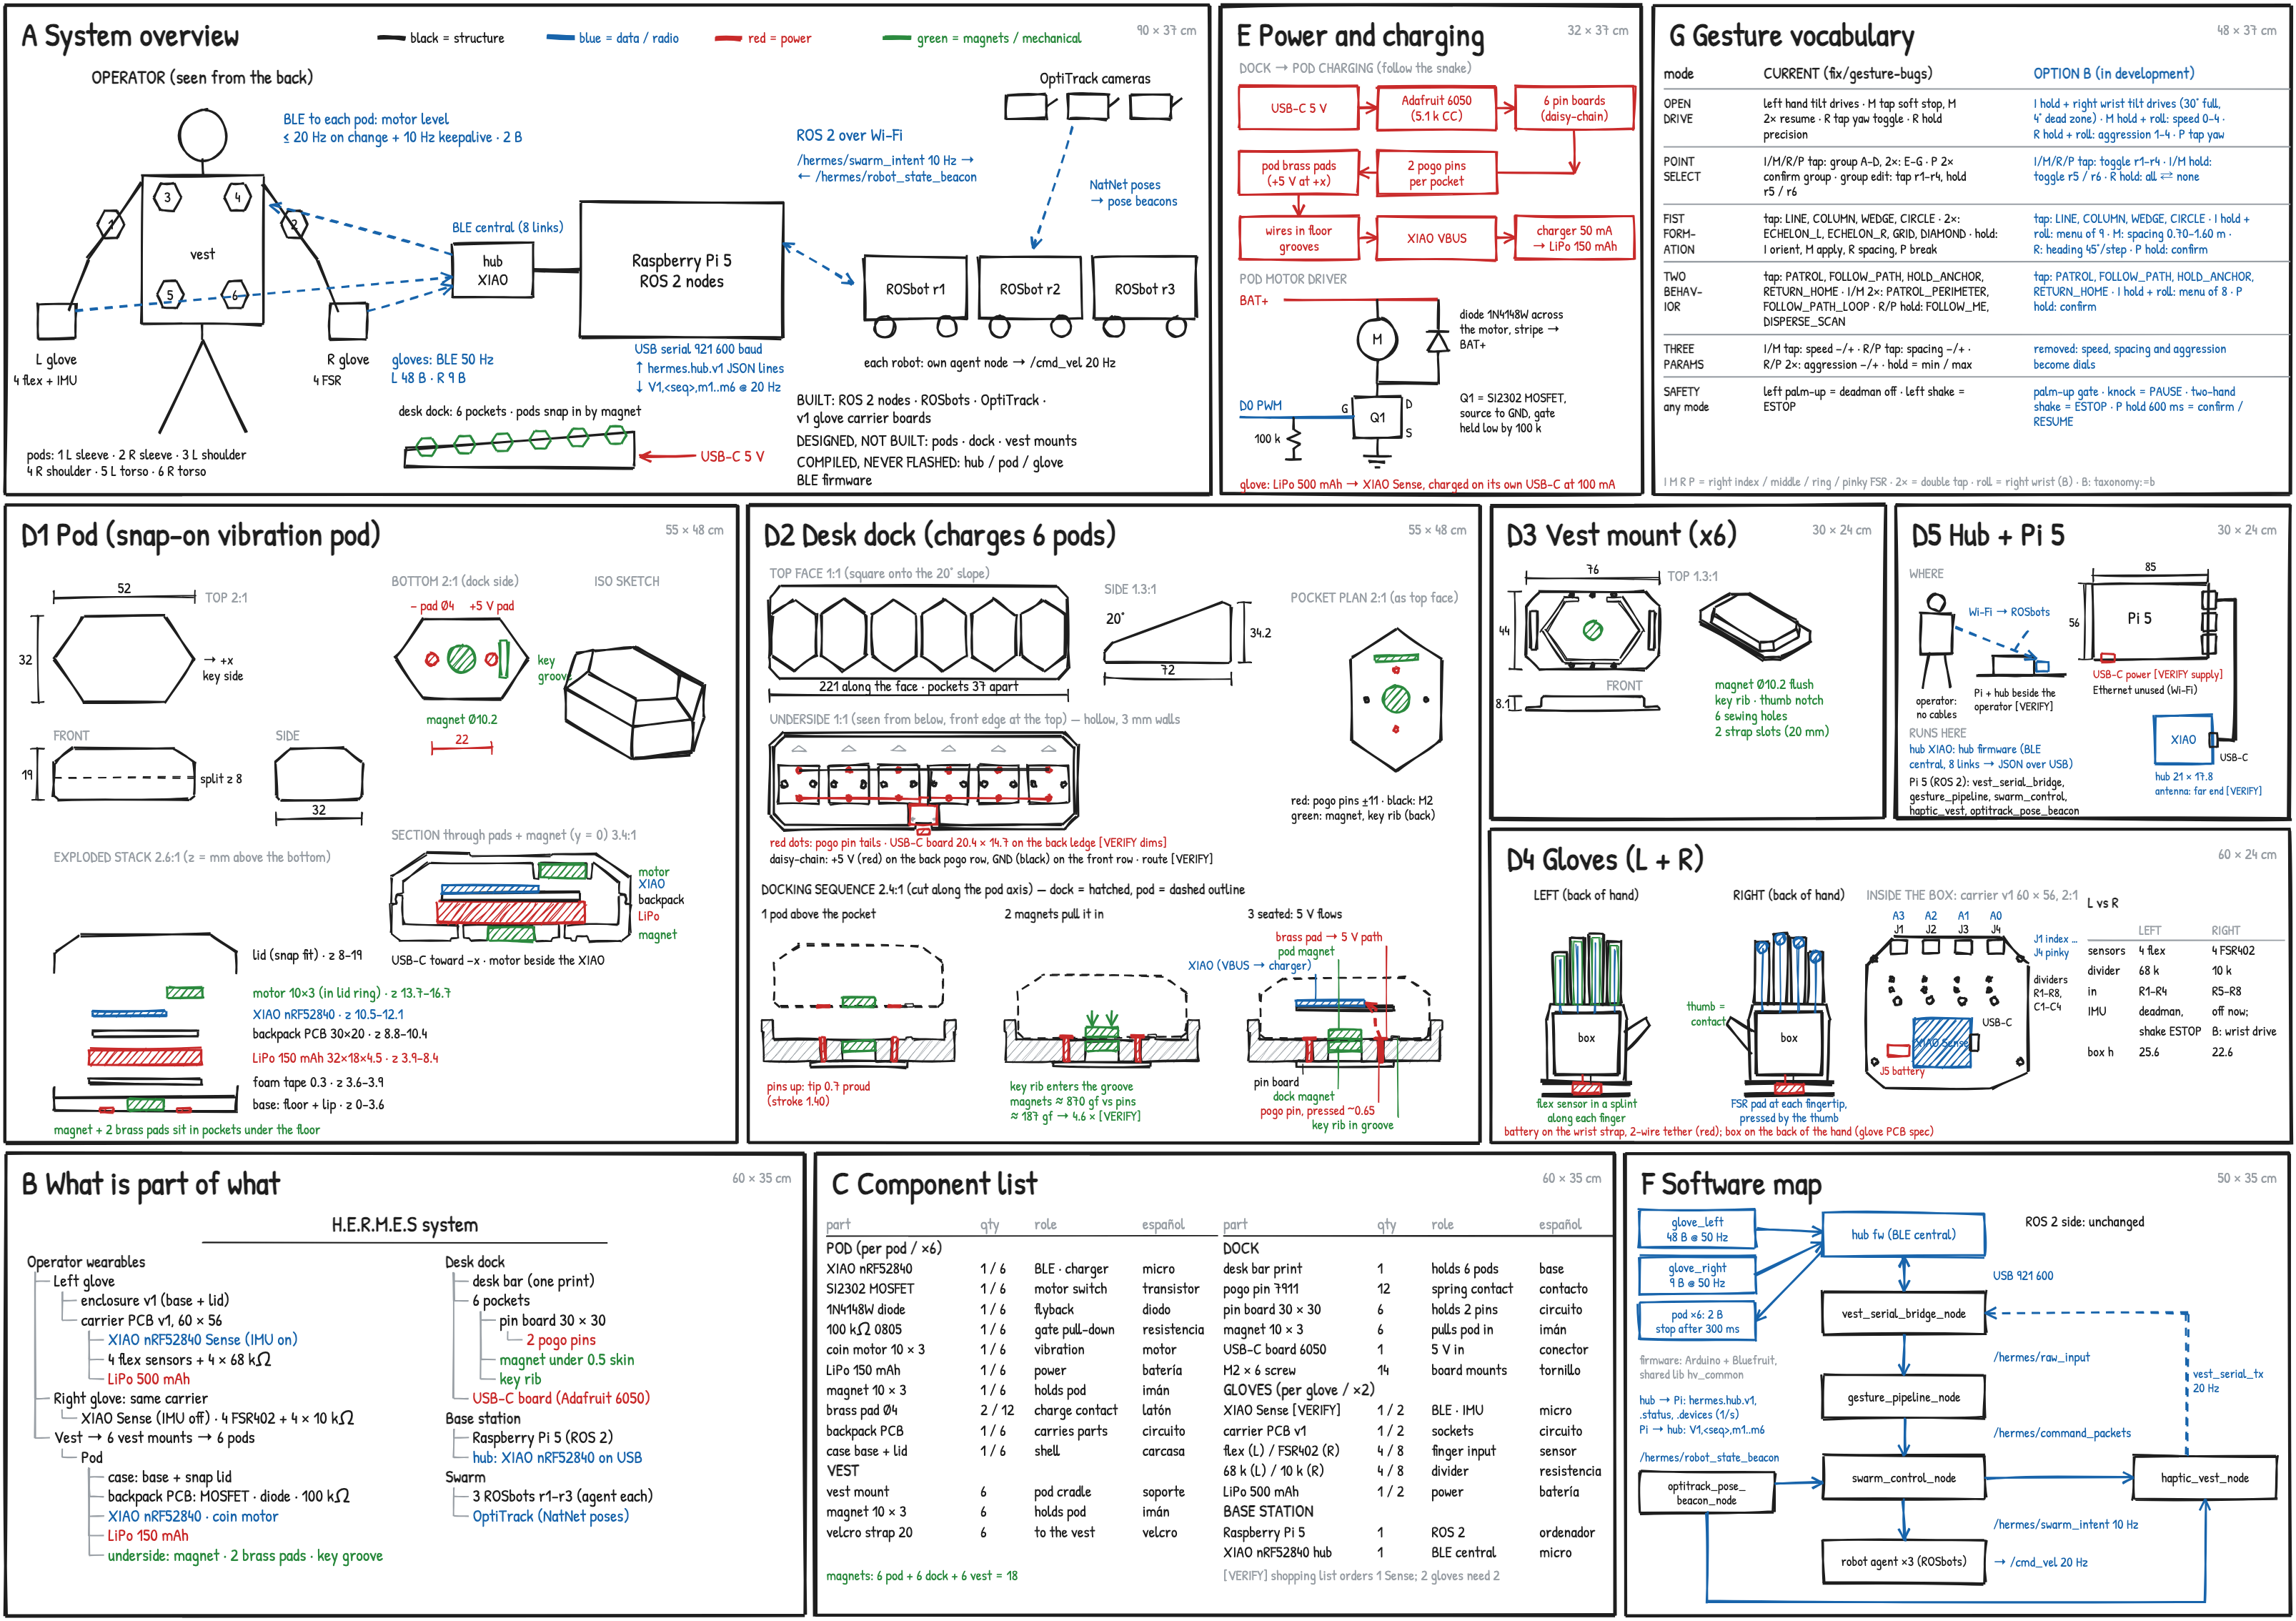 A System overview
black = structure
blue = data / radio
red = power
green = magnets / mechanical
90 × 37 cm
OPERATOR (seen from the back)
BLE to each pod: motor level
≤ 20 Hz on change + 10 Hz keepalive · 2 B
OptiTrack cameras
ROS 2 over Wi-Fi
/hermes/swarm_intent 10 Hz →
← /hermes/robot_state_beacon
NatNet poses
→ pose beacons
1
3
4
2
vest
5
6
BLE central (8 links)
hub
XIAO
Raspberry Pi 5
ROS 2 nodes
ROSbot r1
ROSbot r2
ROSbot r3
L glove
4 flex + IMU
R glove
4 FSR
gloves: BLE 50 Hz
L 48 B · R 9 B
USB serial 921 600 baud
↑ hermes.hub.v1 JSON lines
↓ V1,<seq>,m1..m6 @ 20 Hz
each robot: own agent node → /cmd_vel 20 Hz
desk dock: 6 pockets · pods snap in by magnet
USB-C 5 V
BUILT: ROS 2 nodes · ROSbots · OptiTrack ·
v1 glove carrier boards
DESIGNED, NOT BUILT: pods · dock · vest mounts
COMPILED, NEVER FLASHED: hub / pod / glove
BLE firmware
pods: 1 L sleeve · 2 R sleeve · 3 L shoulder
4 R shoulder · 5 L torso · 6 R torso
E Power and charging
32 × 37 cm
DOCK → POD CHARGING (follow the snake)
USB-C 5 V
Adafruit 6050
(5.1 k CC)
6 pin boards
(daisy-chain)
pod brass pads
(+5 V at +x)
2 pogo pins
per pocket
wires in floor
grooves
XIAO VBUS
charger 50 mA
→ LiPo 150 mAh
POD MOTOR DRIVER
BAT+
M
diode 1N4148W across
the motor, stripe →
BAT+
D0 PWM
G
D
Q1
S
100 k
Q1 = SI2302 MOSFET,
source to GND, gate
held low by 100 k
glove: LiPo 500 mAh → XIAO Sense, charged on its own USB-C at 100 mA
G Gesture vocabulary
48 × 37 cm
mode
CURRENT (fix/gesture-bugs)
OPTION B (in development)
OPEN
DRIVE
left hand tilt drives · M tap soft stop, M
2× resume · R tap yaw toggle · R hold
precision
I hold + right wrist tilt drives (30° full,
4° dead zone) · M hold + roll: speed 0-4 ·
R hold + roll: aggression 1-4 · P tap yaw
POINT
SELECT
I/M/R/P tap: group A-D, 2×: E-G · P 2×
confirm group · group edit: tap r1-r4, hold
r5 / r6
I/M/R/P tap: toggle r1-r4 · I/M hold:
toggle r5 / r6 · R hold: all ⇄ none
FIST
FORM-
ATION
tap: LINE, COLUMN, WEDGE, CIRCLE · 2×:
ECHELON_L, ECHELON_R, GRID, DIAMOND · hold:
I orient, M apply, R spacing, P break
tap: LINE, COLUMN, WEDGE, CIRCLE · I hold +
roll: menu of 9 · M: spacing 0.70-1.60 m ·
R: heading 45°/step · P hold: confirm
TWO
BEHAV-
IOR
tap: PATROL, FOLLOW_PATH, HOLD_ANCHOR,
RETURN_HOME · I/M 2×: PATROL_PERIMETER,
FOLLOW_PATH_LOOP · R/P hold: FOLLOW_ME,
DISPERSE_SCAN
tap: PATROL, FOLLOW_PATH, HOLD_ANCHOR,
RETURN_HOME · I hold + roll: menu of 8 · P
hold: confirm
THREE
PARAMS
I/M tap: speed -/+ · R/P tap: spacing -/+ ·
R/P 2×: aggression -/+ · hold = min / max
removed: speed, spacing and aggression
become dials
SAFETY
any mode
left palm-up = deadman off · left shake =
ESTOP
palm-up gate · knock = PAUSE · two-hand
shake = ESTOP · P hold 600 ms = confirm /
RESUME
I M R P = right index / middle / ring / pinky FSR · 2× = double tap · roll = right wrist (B) · B: taxonomy:=b
D1 Pod (snap-on vibration pod)
55 × 48 cm
52
TOP 2:1
32
→ +x
key side
BOTTOM 2:1 (dock side)
- pad Ø4
+5 V pad
key
groove
magnet Ø10.2
22
ISO SKETCH
FRONT
19
split z 8
SIDE
32
EXPLODED STACK 2.6:1 (z = mm above the bottom)
SECTION through pads + magnet (y = 0) 3.4:1
motor
XIAO
backpack
LiPo
magnet
USB-C toward -x · motor beside the XIAO
lid (snap fit) · z 8-19
motor 10×3 (in lid ring) · z 13.7-16.7
XIAO nRF52840 · z 10.5-12.1
backpack PCB 30×20 · z 8.8-10.4
LiPo 150 mAh 32×18×4.5 · z 3.9-8.4
foam tape 0.3 · z 3.6-3.9
base: floor + lip · z 0-3.6
magnet + 2 brass pads sit in pockets under the floor
D2 Desk dock (charges 6 pods)
55 × 48 cm
TOP FACE 1:1 (square onto the 20° slope)
221 along the face · pockets 37 apart
SIDE 1.3:1
20°
34.2
72
POCKET PLAN 2:1 (as top face)
UNDERSIDE 1:1 (seen from below, front edge at the top) — hollow, 3 mm walls
red: pogo pins ±11 · black: M2
green: magnet, key rib (back)
red dots: pogo pin tails · USB-C board 20.4 × 14.7 on the back ledge [VERIFY dims]
daisy-chain: +5 V (red) on the back pogo row, GND (black) on the front row · route [VERIFY]
DOCKING SEQUENCE 2.4:1 (cut along the pod axis) — dock = hatched, pod = dashed outline
1 pod above the pocket
2 magnets pull it in
3 seated: 5 V flows
brass pad → 5 V path
pod magnet
XIAO (VBUS → charger)
pins up: tip 0.7 proud
(stroke 1.40)
key rib enters the groove
magnets ≈ 870 gf vs pins
≈ 187 gf → 4.6 × [VERIFY]
pin board
dock magnet
pogo pin, pressed ~0.65
key rib in groove
D3 Vest mount (x6)
30 × 24 cm
76
TOP 1.3:1
44
FRONT
8.1
magnet Ø10.2 flush
key rib · thumb notch
6 sewing holes
2 strap slots (20 mm)
D5 Hub + Pi 5
30 × 24 cm
WHERE
Wi-Fi → ROSbots
operator:
no cables
Pi + hub beside the
operator [VERIFY]
85
56
Pi 5
USB-C power [VERIFY supply]
Ethernet unused (Wi-Fi)
RUNS HERE
hub XIAO: hub firmware (BLE
central, 8 links → JSON over USB)
Pi 5 (ROS 2): vest_serial_bridge,
gesture_pipeline, swarm_control,
haptic_vest, optitrack_pose_beacon
XIAO
USB-C
hub 21 × 17.8
antenna: far end [VERIFY]
D4 Gloves (L + R)
60 × 24 cm
LEFT (back of hand)
box
flex sensor in a splint
along each finger
RIGHT (back of hand)
thumb =
contact
box
FSR pad at each fingertip,
pressed by the thumb
INSIDE THE BOX: carrier v1 60 × 56, 2:1
A3 A2 A1 A0
J1 J2 J3 J4
J1 index ...
J4 pinky
dividers
R1-R8,
C1-C4
USB-C
XIAO Sense
J5 battery
L vs R
LEFT RIGHT
sensors 4 flex 4 FSR402
divider 68 k 10 k
in R1-R4 R5-R8
IMU deadman, off now;
shake ESTOP B: wrist drive
box h 25.6 22.6
battery on the wrist strap, 2-wire tether (red); box on the back of the hand (glove PCB spec)
B What is part of what
60 × 35 cm
H.E.R.M.E.S system
Operator wearables
Left glove
enclosure v1 (base + lid)
carrier PCB v1, 60 × 56
XIAO nRF52840 Sense (IMU on)
4 flex sensors + 4 × 68 kΩ
LiPo 500 mAh
Right glove: same carrier
XIAO Sense (IMU off) · 4 FSR402 + 4 × 10 kΩ
Vest → 6 vest mounts → 6 pods
Pod
case: base + snap lid
backpack PCB: MOSFET · diode · 100 kΩ
XIAO nRF52840 · coin motor
LiPo 150 mAh
underside: magnet · 2 brass pads · key groove
Desk dock
desk bar (one print)
6 pockets
pin board 30 × 30
2 pogo pins
magnet under 0.5 skin
key rib
USB-C board (Adafruit 6050)
Base station
Raspberry Pi 5 (ROS 2)
hub: XIAO nRF52840 on USB
Swarm
3 ROSbots r1-r3 (agent each)
OptiTrack (NatNet poses)
C Component list
60 × 35 cm
part qty role español
POD (per pod / ×6)
XIAO nRF52840 1 / 6 BLE · charger micro
SI2302 MOSFET 1 / 6 motor switch transistor
1N4148W diode 1 / 6 flyback diodo
100 kΩ 0805 1 / 6 gate pull-down resistencia
coin motor 10 × 3 1 / 6 vibration motor
LiPo 150 mAh 1 / 6 power batería
magnet 10 × 3 1 / 6 holds pod imán
brass pad Ø4 2 / 12 charge contact latón
backpack PCB 1 / 6 carries parts circuito
case base + lid 1 / 6 shell carcasa
VEST
vest mount 6 pod cradle soporte
magnet 10 × 3 6 holds pod imán
velcro strap 20 6 to the vest velcro
magnets: 6 pod + 6 dock + 6 vest = 18
part qty role español
DOCK
desk bar print 1 holds 6 pods base
pogo pin 7911 12 spring contact contacto
pin board 30 × 30 6 holds 2 pins circuito
magnet 10 × 3 6 pulls pod in imán
USB-C board 6050 1 5 V in conector
M2 × 6 screw 14 board mounts tornillo
GLOVES (per glove / ×2)
XIAO Sense [VERIFY] 1 / 2 BLE · IMU micro
carrier PCB v1 1 / 2 sockets circuito
flex (L) / FSR402 (R) 4 / 8 finger input sensor
68 k (L) / 10 k (R) 4 / 8 divider resistencia
LiPo 500 mAh 1 / 2 power batería
BASE STATION
Raspberry Pi 5 1 ROS 2 ordenador
XIAO nRF52840 hub 1 BLE central micro
[VERIFY] shopping list orders 1 Sense; 2 gloves need 2
F Software map
50 × 35 cm
glove_left
48 B @ 50 Hz
glove_right
9 B @ 50 Hz
pod ×6: 2 B
stop after 300 ms
hub fw (BLE central)
ROS 2 side: unchanged
USB 921 600
vest_serial_bridge_node
firmware: Arduino + Bluefruit,
shared lib hv_common
/hermes/raw_input
vest_serial_tx
20 Hz
hub → Pi: hermes.hub.v1,
.status, .devices (1/s)
Pi → hub: V1,<seq>,m1..m6
gesture_pipeline_node
/hermes/command_packets
/hermes/robot_state_beacon
optitrack_pose_
beacon_node
swarm_control_node
haptic_vest_node
/hermes/swarm_intent 10 Hz
robot agent ×3 (ROSbots)
→ /cmd_vel 20 Hz